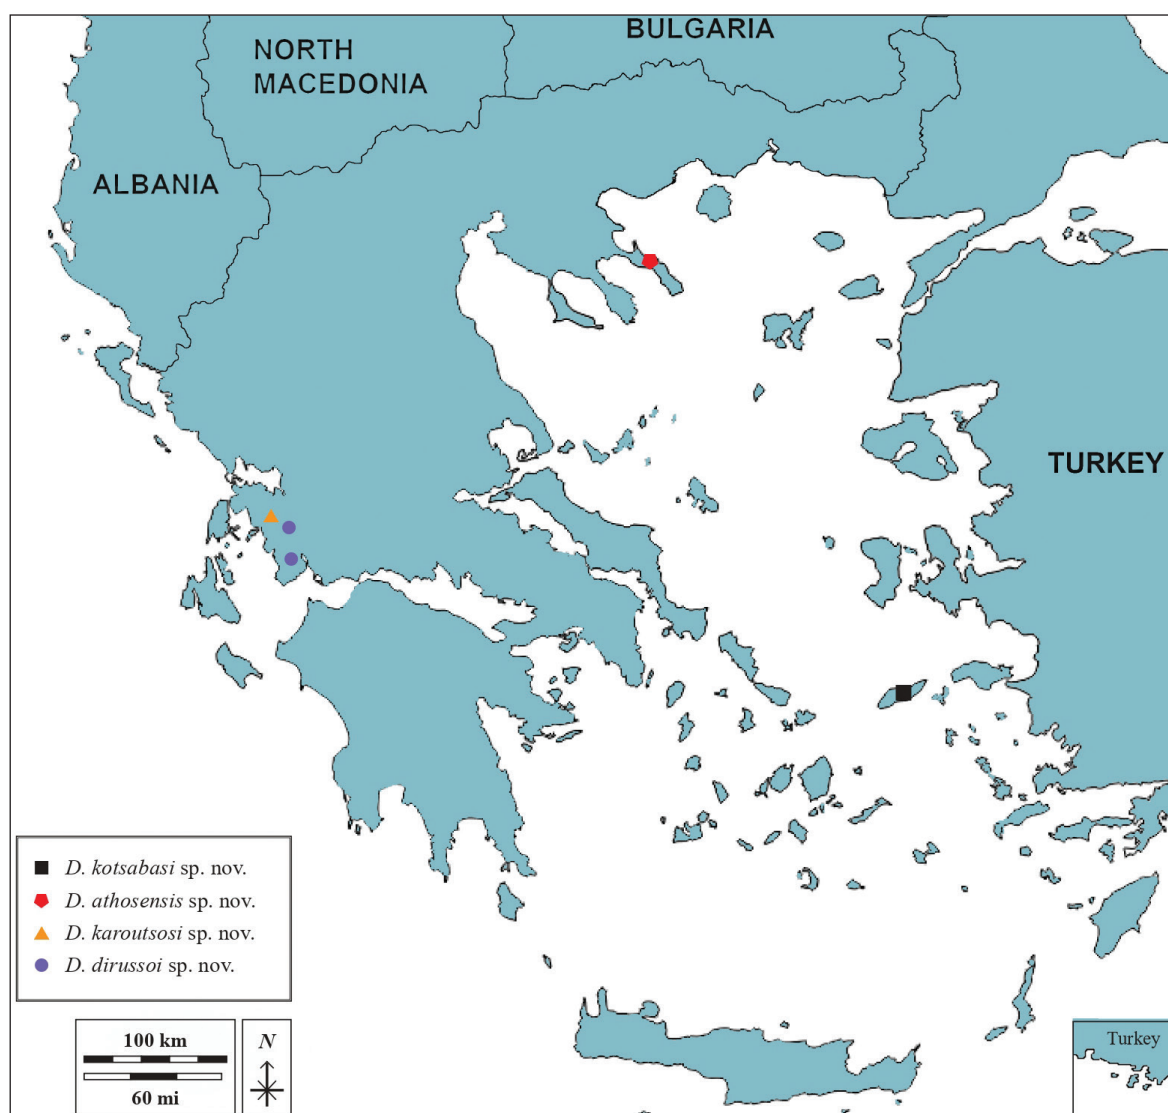 BULGARIA
NORTH
MACEDONIA
ALBANIA
TURKEY
D. kotsabasi sp. nov.
D. athosensis sp. nov.
D. karoutsosi sp. nov.
D. dirussoi sp. nov.
100 km
60 mi
N
Turkey